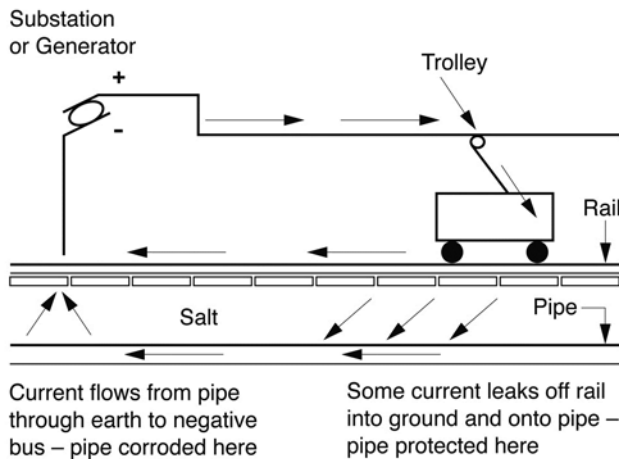 Substation
or Generator
+
-
Trolley
Rail
Salt
Pipe
Current flows from pipe
through earth to negative
bus – pipe corroded here
Some current leaks off rail
into ground and onto pipe –
pipe protected here